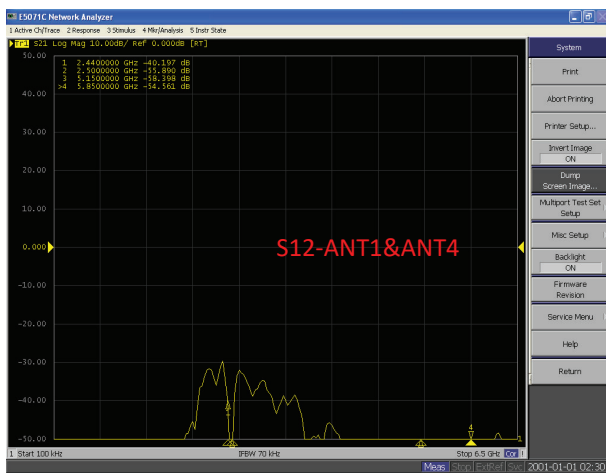 E5071C Network Analyzer
1 Active Ch/Trace 2 Response 3 Stimulus 4 Mkr/Analysis 5 Instr State
Tr1 S21 Log Mag 10.00dB/ Ref 0.000dB [RT]
50.00
1 2.4400000 GHz -40.197 dB
2 2.5000000 GHz -55.890 dB
3 5.1500000 GHz -58.398 dB
>4 5.8500000 GHz -54.561 dB
40.00
30.00
20.00
10.00
0.000
S12-ANT1&ANT4
-10.00
-20.00
-30.00
-40.00
-50.00
1
4
1
1 Start 100 kHz
IFBW 70 kHz
Stop 6.5 GHz Cor !
Meas Stop ExtRef Svc 2001-01-01 02:30
System
Print
Abort Printing
Printer Setup...
Invert Image
ON
Dump
Screen Image...
Multiport Test Set
Setup
Misc Setup
Backlight
ON
Firmware
Revision
Service Menu
Help
Return